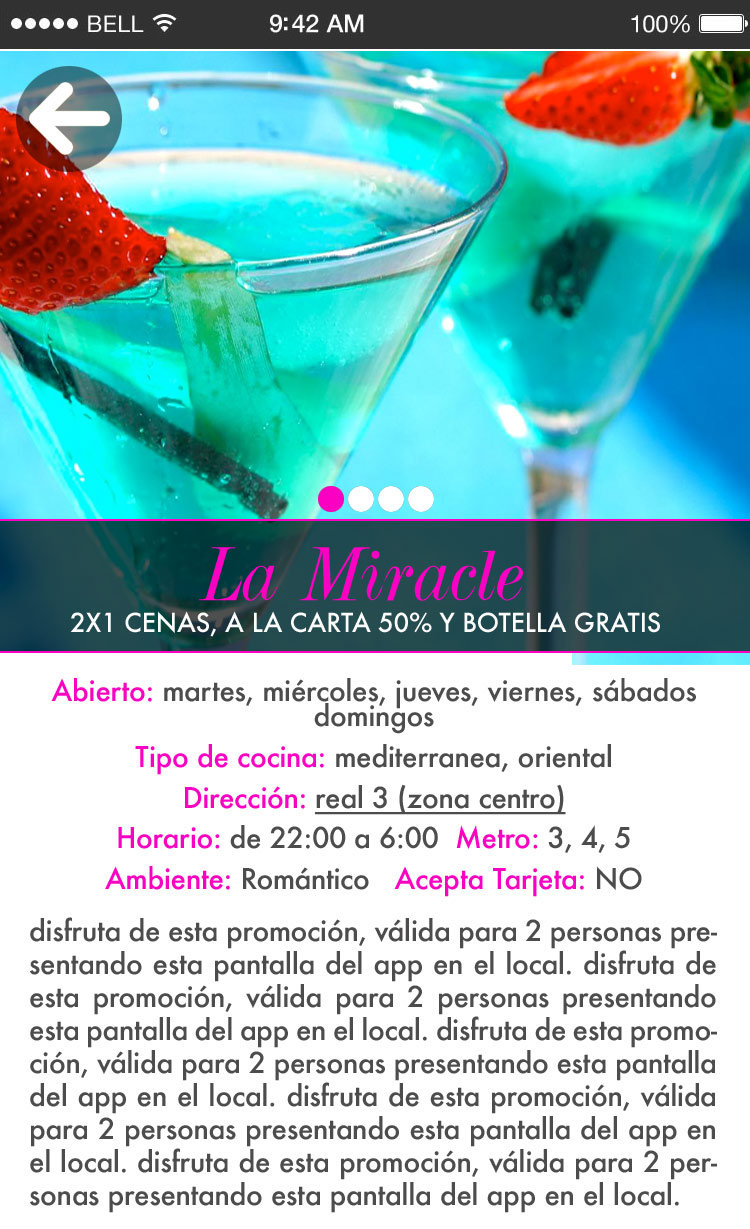 BELL 9:42 AM 100%
La Miracle
2X1 CENAS, A LA CARTA 50% Y BOTELLA GRATIS
Abierto: martes, miércoles, jueves, viernes, sábados
domingos
Tipo de cocina: mediterranea, oriental
Dirección: real 3 (zona centro)
Horario: de 22:00 a 6:00 Metro: 3, 4, 5
Ambiente: Romántico Acepta Tarjeta: NO
disfruta de esta promoción, válida para 2 personas pre-
sentando esta pantalla del app en el local. disfruta de
esta promoción, válida para 2 personas presentando
esta pantalla del app en el local. disfruta de esta promo-
ción, válida para 2 personas presentando esta pantalla
del app en el local. disfruta de esta promoción, válida
para 2 personas presentando esta pantalla del app en
el local. disfruta de esta promoción, válida para 2 per-
sonas presentando esta pantalla del app en el local.